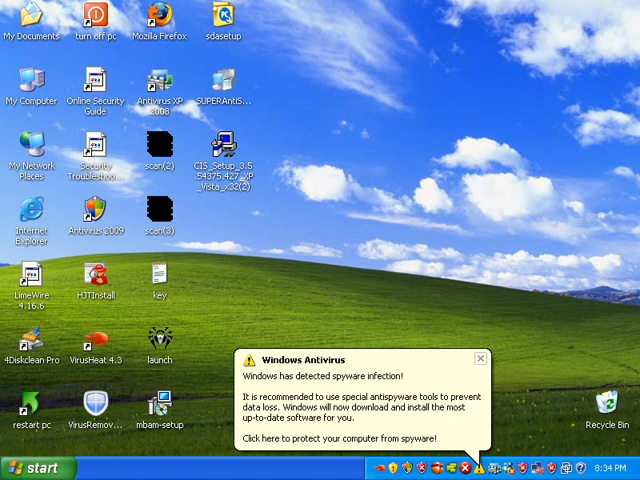 My Documents
turn off pc
Mozilla Firefox
sdasetup
My Computer
Online Security
Guide
Antivirus XP
2008
SUPERAntiS...
My Network
Places
Security
Troubleshoo...
scan(2)
CIS_Setup_3.5
.54375.427_XP
_Vista_x32(2)
Internet
Explorer
Antivirus 2009
scan(3)
LimeWire
4.16.6
HJTInstall
key
4Diskclean Pro
VirusHeat 4.3
launch
restart pc
VirusRemov...
mbam-setup
Windows Antivirus
Windows has detected spyware infection!
It is recommended to use special antispyware tools to prevent
data loss. Windows will now download and install the most
up-to-date software for you.
Click here to protect your computer from spyware!
Recycle Bin
start
8:34 PM